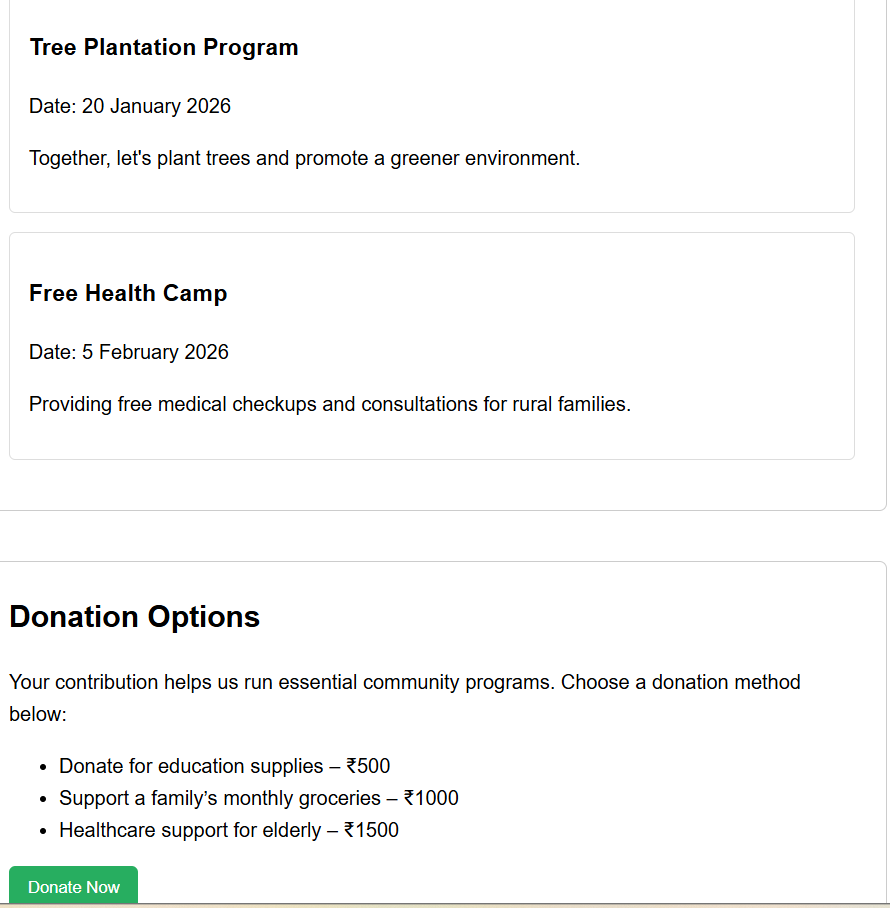 Tree Plantation Program
Date: 20 January 2026
Together, let's plant trees and promote a greener environment.
Free Health Camp
Date: 5 February 2026
Providing free medical checkups and consultations for rural families.
Donation Options
Your contribution helps us run essential community programs. Choose a donation method
below:
• Donate for education supplies – ₹500
• Support a family’s monthly groceries – ₹1000
• Healthcare support for elderly – ₹1500
Donate Now